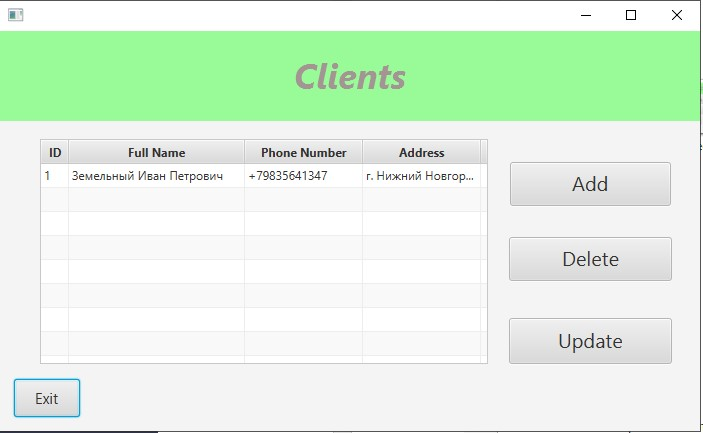 Clients
ID Full Name Phone Number Address
1 Земельный Иван Петрович +79835641347 г. Нижний Новгор...
Add
Delete
Update
Exit